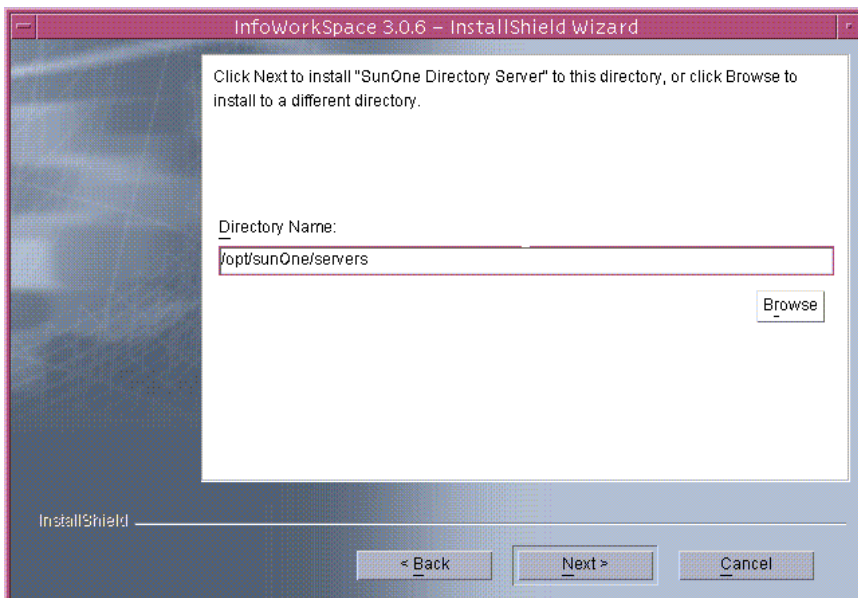 InfoWorkSpace 3.0.6 – InstallShield Wizard
Click Next to install "SunOne Directory Server" to this directory, or click Browse to
install to a different directory.
Directory Name:
/opt/sunOne/servers
Browse
InstallShield
< Back
Next >
Cancel